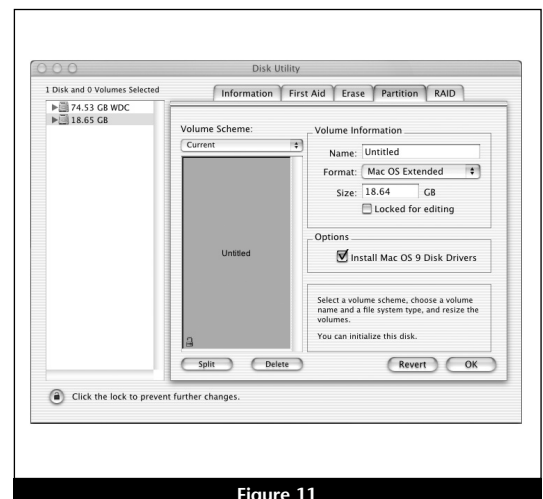 Disk Utility
1 Disk and 0 Volumes Selected
74.53 GB WDC
18.65 GB
Information
First Aid
Erase
Partition
RAID
Volume Scheme:
Current
Untitled
Split
Delete
Volume Information
Name: Untitled
Format: Mac OS Extended
Size: 18.64 GB
Locked for editing
Options
Install Mac OS 9 Disk Drivers
Select a volume scheme, choose a volume
name and a file system type, and resize the
volumes.
You can initialize this disk.
Revert
OK
Click the lock to prevent further changes.
Figure 11